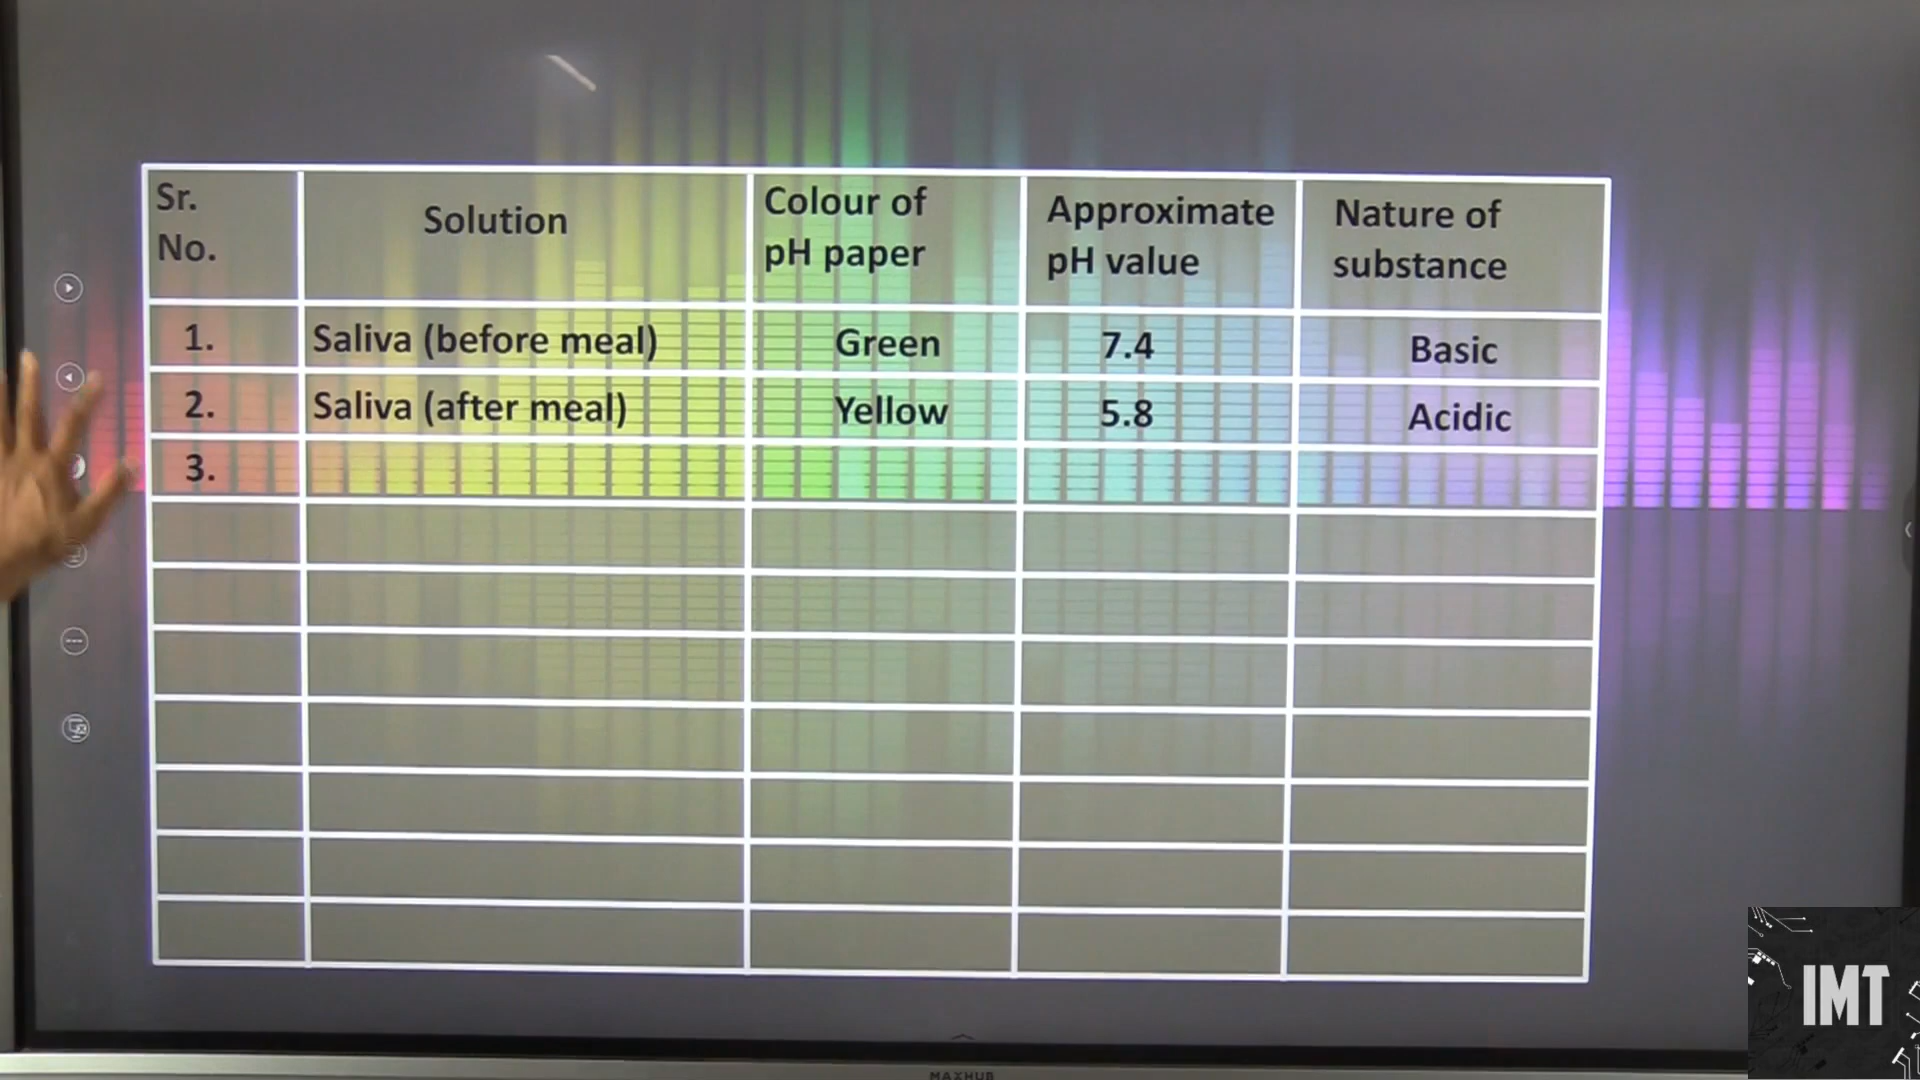 Sr.
No.
Solution
Colour of
pH paper
Approximate
pH value
Nature of
substance
1. Saliva (before meal) Green 7.4 Basic
2. Saliva (after meal) Yellow 5.8 Acidic
3.
IMT
MAXHUB